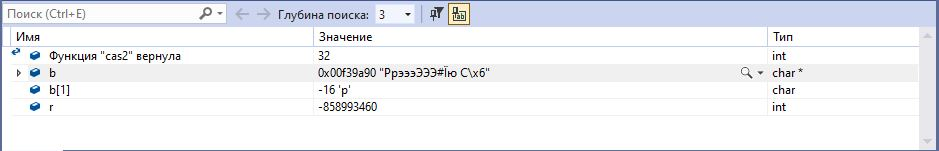 Поиск (Ctrl+E) Глубина поиска: 3
Имя Значение Тип
Функция "cas2" вернула 32 int
b 0x00f39a90 "РрэээЭЭЭ#Їю С\x6" char *
b[1] -16 'р' char
r -858993460 int